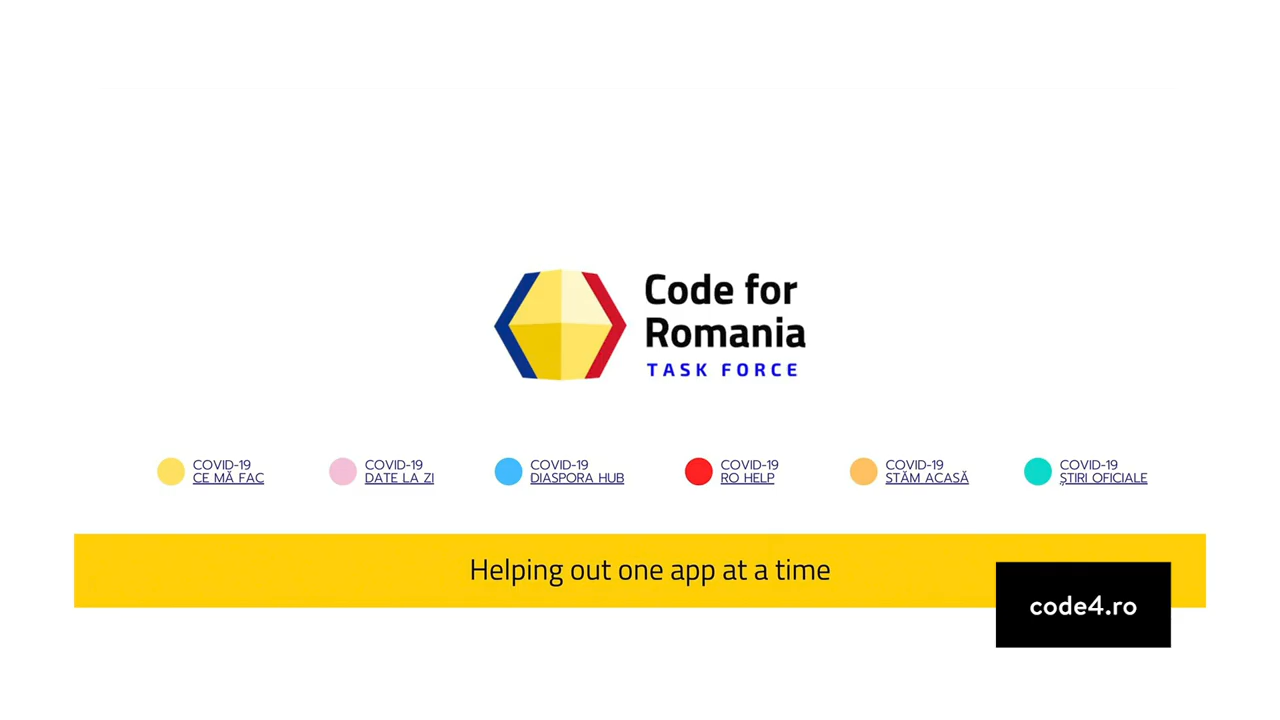 Code for
Romania
TASK FORCE
COVID-19
CE MĂ FAC
COVID-19
DATE LA ZI
COVID-19
DIASPORA HUB
COVID-19
RO HELP
COVID-19
STĂM ACASĂ
COVID-19
ȘTIRI OFICIALE
Helping out one app at a time
code4.ro